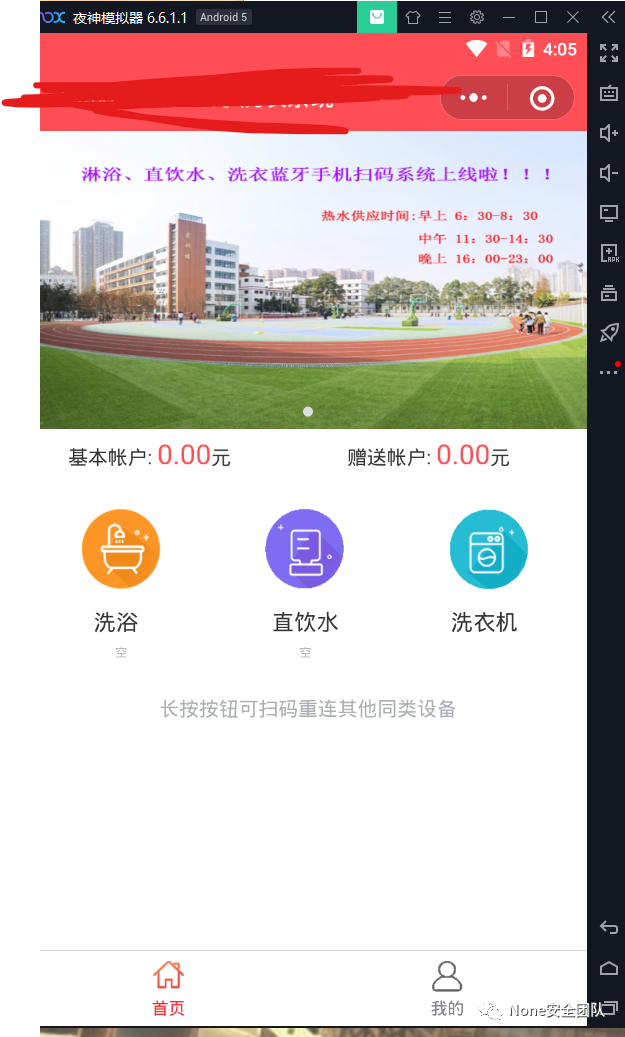 夜神模拟器 6.6.1.1 Android 5
4:05
淋浴、直饮水、洗衣蓝牙手机扫码系统上线啦！！！
热水供应时间:早上 6：30-8：30
中午 11：30-14：30
晚上 16：00-23：00
基本帐户: 0.00元 赠送帐户: 0.00元
洗浴 直饮水 洗衣机
空 空
长按按钮可扫码重连其他同类设备
首页 我的
None安全团队